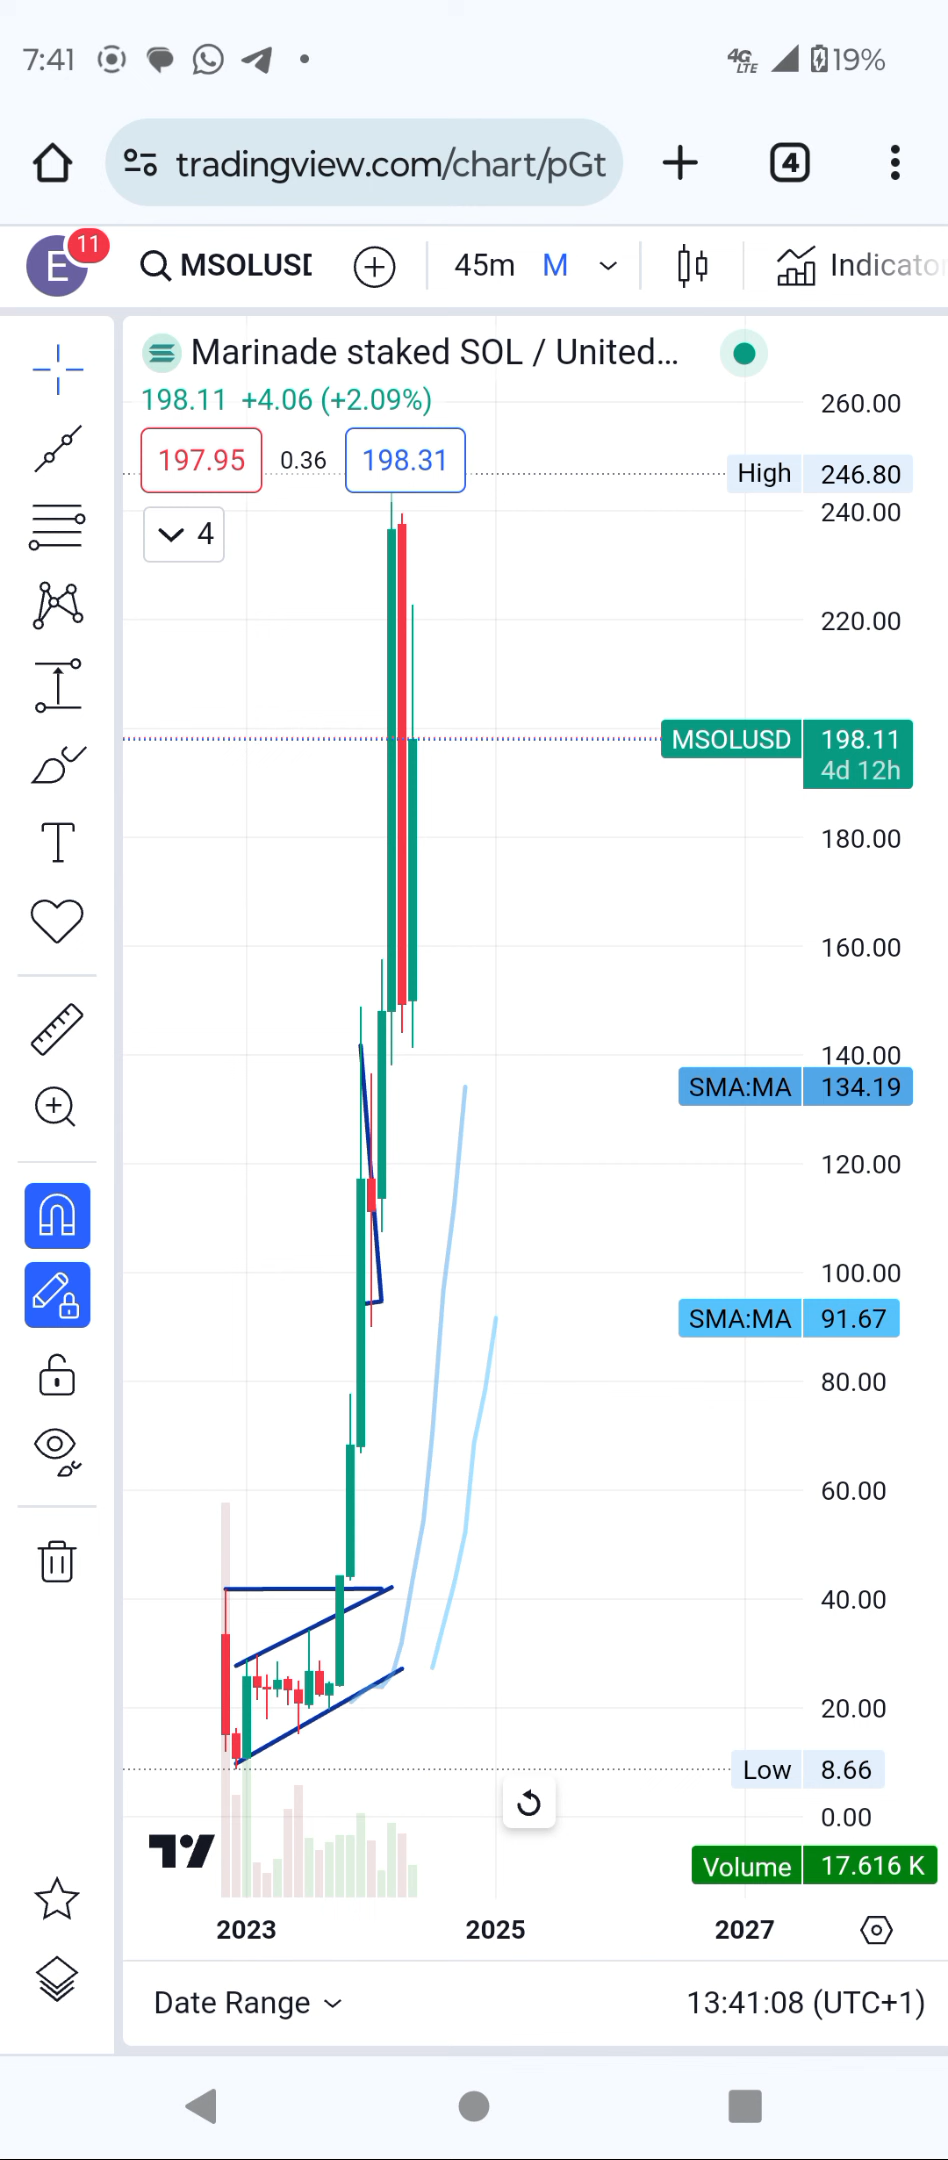 7:41 4G LTE 19%
tradingview.com/chart/pGt 4
E 11 MSOLUSD 45m M Indicato
Marinade staked SOL / United...
198.11 +4.06 (+2.09%)
260.00
197.95 0.36 198.31
High 246.80
240.00
4
220.00
MSOLUSD 198.11
4d 12h
180.00
160.00
140.00
SMA:MA 134.19
120.00
100.00
SMA:MA 91.67
80.00
60.00
40.00
20.00
Low 8.66
0.00
Volume 17.616 K
2023 2025 2027
Date Range 13:41:08 (UTC+1)